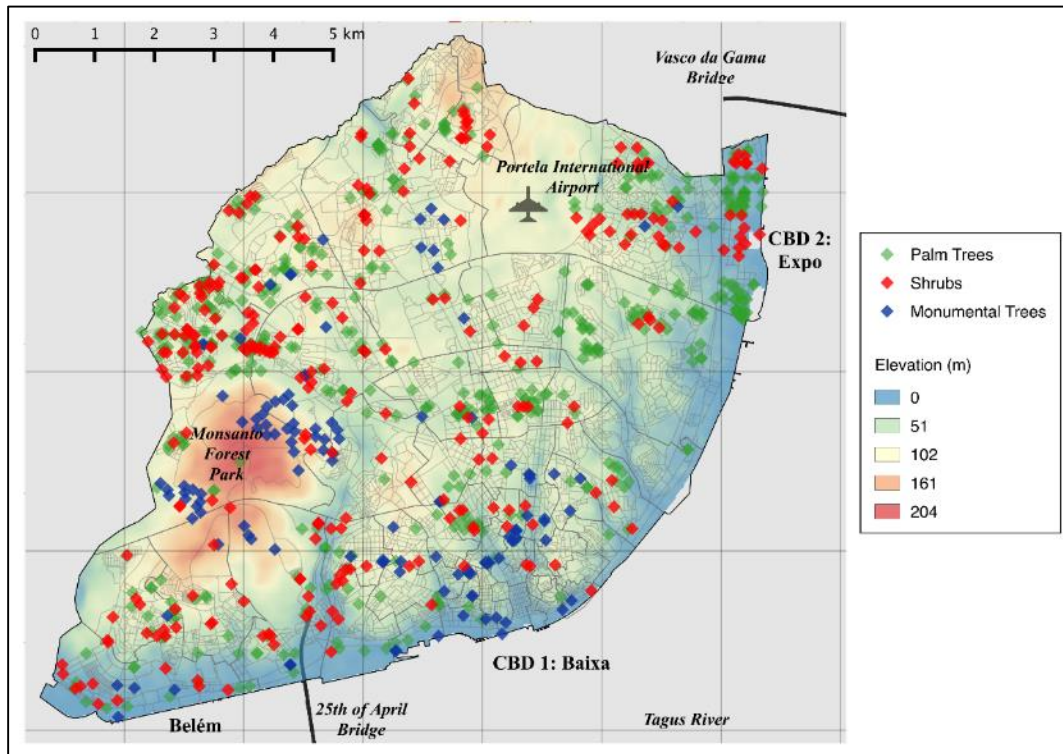 0 1 2 3 4 5 km
Vasco da Gama
Bridge
Portela International
Airport
CBD 2:
Expo
Monsanto
Forest
Park
CBD 1: Baixa
Belém
25th of April
Bridge
Tagus River
Palm Trees
Shrubs
Monumental Trees
Elevation (m)
0
51
102
161
204